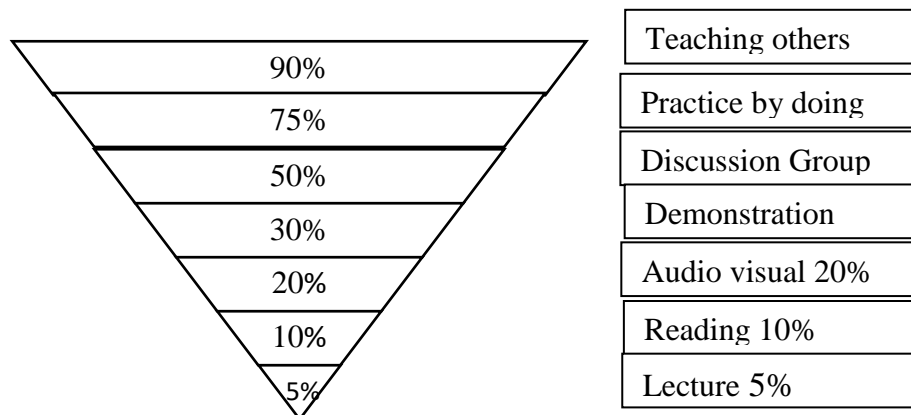 Teaching others
90%
Practice by doing
75%
Discussion Group
50%
Demonstration
30%
Audio visual 20%
20%
Reading 10%
10%
Lecture 5%
5%